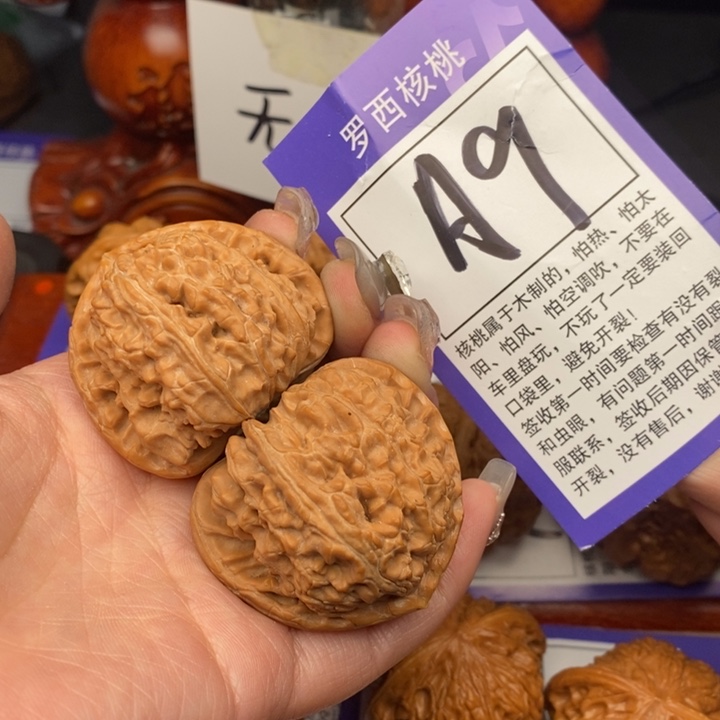 无
罗西核桃
A9
核桃属于木制的，怕热、怕太
阳、怕风、怕空调吹，不要在
车里盘玩，不玩了一定要装回
口袋里，避免开裂！
签收第一时间要检查有没有裂
和虫眼，有问题第一时间跟
服联系，签收后期因保管
开裂，没有售后，谢谢